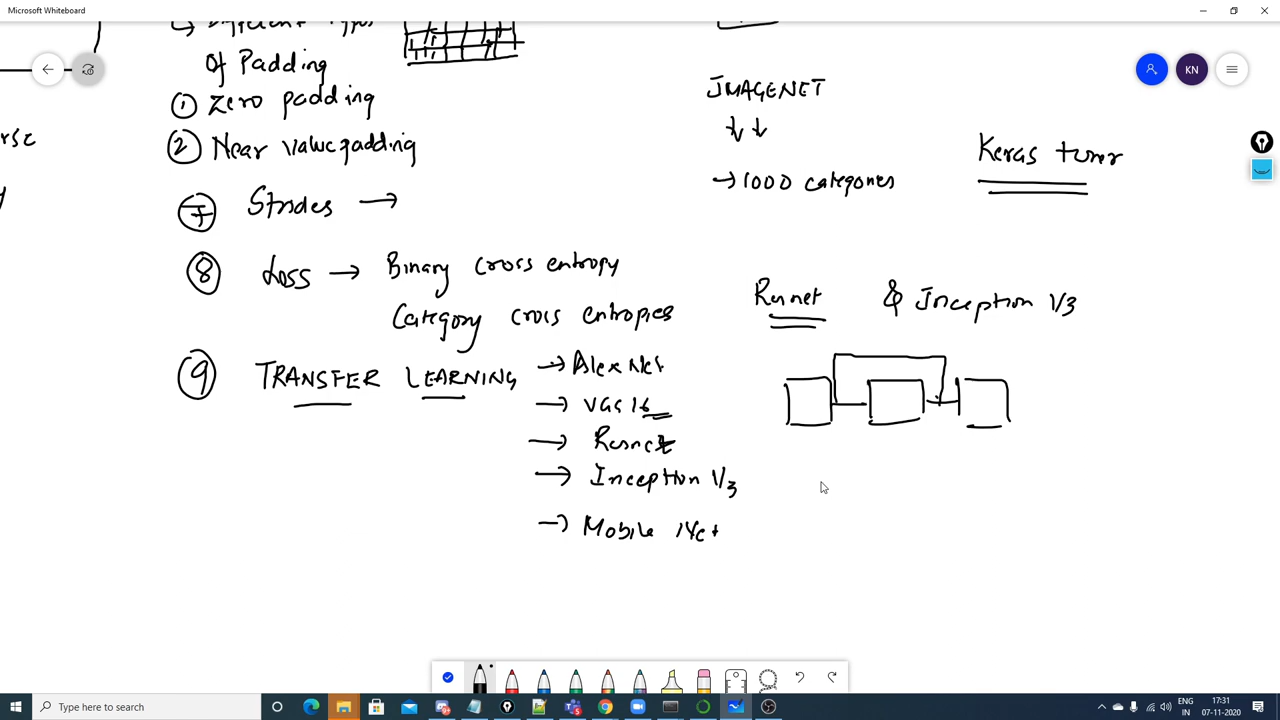 Microsoft Whiteboard
Different Types
Of Padding
① Zero padding
② Near value padding
⑦ Strides →
⑧ Loss → Binary cross entropy
Category cross entropies
⑨ TRANSFER LEARNING → AlexNet
→ VGG 16
→ Resnet
→ Inception V3
→ Mobile Net
IMAGENET
→ 1000 categories
Keras tuner
Resnet & Inception V3
KN
Type here to search
ENG
IN
17:31
07-11-2020